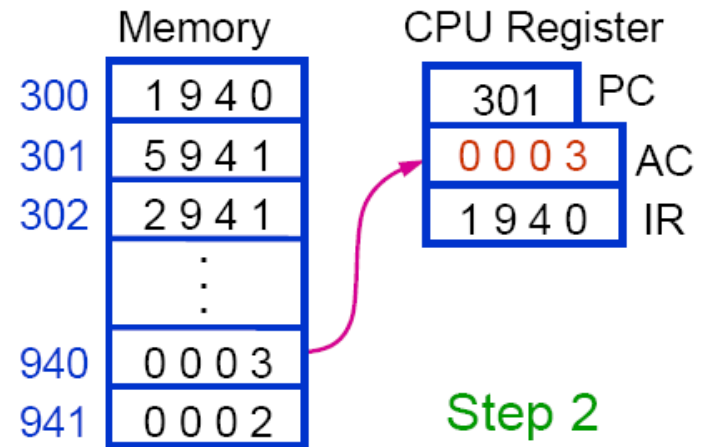 Memory CPU Register
300 1 9 4 0 301 PC
301 5 9 4 1 0 0 0 3 AC
302 2 9 4 1 1 9 4 0 IR
940 0 0 0 3
941 0 0 0 2 Step 2